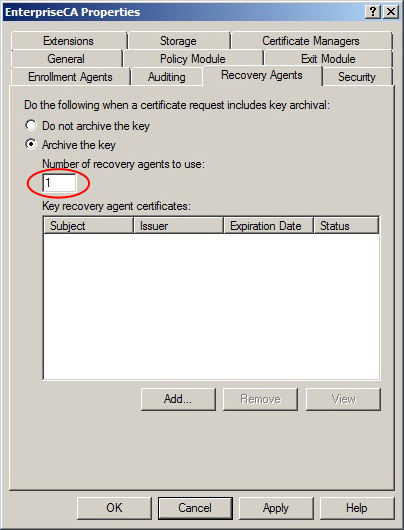 EnterpriseCA Properties
Extensions Storage Certificate Managers
General Policy Module Exit Module
Enrollment Agents Auditing Recovery Agents Security
Do the following when a certificate request includes key archival:
Do not archive the key
Archive the key
Number of recovery agents to use:
1
Key recovery agent certificates:
Subject Issuer Expiration Date Status
Add... Remove View
OK Cancel Apply Help